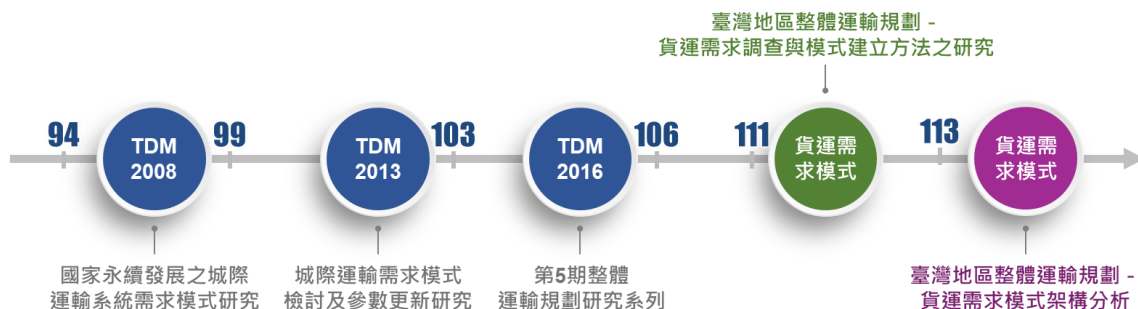 臺灣地區整體運輸規劃 -
貨運需求調查與模式建立方法之研究
94
TDM
2008
99
TDM
2013
103
TDM
2016
106
111
貨運需
求模式
113
貨運需
求模式
國家永續發展之城際
運輸系統需求模式研究
城際運輸需求模式
檢討及參數更新研究
第5期整體
運輸規劃研究系列
臺灣地區整體運輸規劃 -
貨運需求模式架構分析